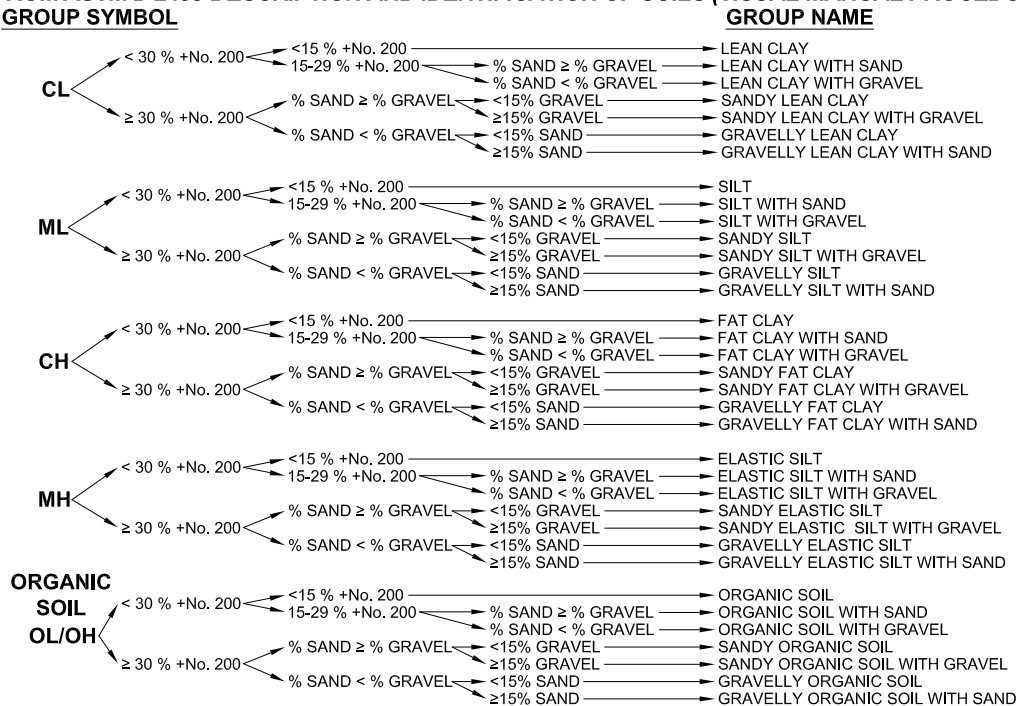 GROUP SYMBOL GROUP NAME
<15 % +No. 200 LEAN CLAY
< 30 % +No. 200 15-29 % +No. 200 % SAND ≥ % GRAVEL LEAN CLAY WITH SAND
% SAND < % GRAVEL LEAN CLAY WITH GRAVEL
CL
≥ 30 % +No. 200 % SAND ≥ % GRAVEL <15% GRAVEL SANDY LEAN CLAY
≥15% GRAVEL SANDY LEAN CLAY WITH GRAVEL
% SAND < % GRAVEL <15% SAND GRAVELLY LEAN CLAY
≥15% SAND GRAVELLY LEAN CLAY WITH SAND
<15 % +No. 200 SILT
< 30 % +No. 200 15-29 % +No. 200 % SAND ≥ % GRAVEL SILT WITH SAND
% SAND < % GRAVEL SILT WITH GRAVEL
ML
≥ 30 % +No. 200 % SAND ≥ % GRAVEL <15% GRAVEL SANDY SILT
≥15% GRAVEL SANDY SILT WITH GRAVEL
% SAND < % GRAVEL <15% SAND GRAVELLY SILT
≥15% SAND GRAVELLY SILT WITH SAND
<15 % +No. 200 FAT CLAY
< 30 % +No. 200 15-29 % +No. 200 % SAND ≥ % GRAVEL FAT CLAY WITH SAND
% SAND < % GRAVEL FAT CLAY WITH GRAVEL
CH
≥ 30 % +No. 200 % SAND ≥ % GRAVEL <15% GRAVEL SANDY FAT CLAY
≥15% GRAVEL SANDY FAT CLAY WITH GRAVEL
% SAND < % GRAVEL <15% SAND GRAVELLY FAT CLAY
≥15% SAND GRAVELLY FAT CLAY WITH SAND
<15 % +No. 200 ELASTIC SILT
< 30 % +No. 200 15-29 % +No. 200 % SAND ≥ % GRAVEL ELASTIC SILT WITH SAND
% SAND < % GRAVEL ELASTIC SILT WITH GRAVEL
MH
≥ 30 % +No. 200 % SAND ≥ % GRAVEL <15% GRAVEL SANDY ELASTIC SILT
≥15% GRAVEL SANDY ELASTIC SILT WITH GRAVEL
% SAND < % GRAVEL <15% SAND GRAVELLY ELASTIC SILT
≥15% SAND GRAVELLY ELASTIC SILT WITH SAND
ORGANIC
SOIL
OL/OH
<15 % +No. 200 ORGANIC SOIL
< 30 % +No. 200 15-29 % +No. 200 % SAND ≥ % GRAVEL ORGANIC SOIL WITH SAND
% SAND < % GRAVEL ORGANIC SOIL WITH GRAVEL
≥ 30 % +No. 200 % SAND ≥ % GRAVEL <15% GRAVEL SANDY ORGANIC SOIL
≥15% GRAVEL SANDY ORGANIC SOIL WITH GRAVEL
% SAND < % GRAVEL <15% SAND GRAVELLY ORGANIC SOIL
≥15% SAND GRAVELLY ORGANIC SOIL WITH SAND